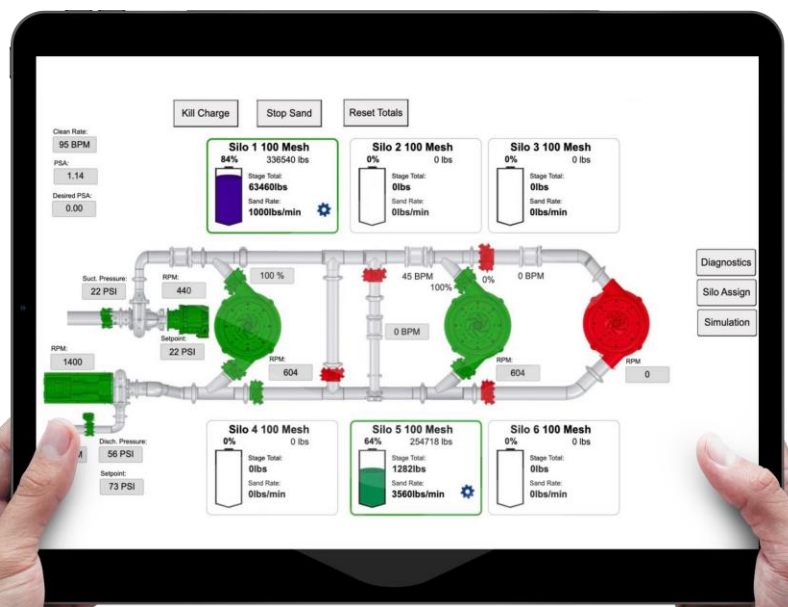 Kill Charge
Stop Sand
Reset Totals
Clean Rate:
95 BPM
PSA:
1.14
Desired PSA:
0.00
Silo 1 100 Mesh
84%
336540 lbs
Stage Total:
63460lbs
Sand Rate:
1000lbs/min
Silo 2 100 Mesh
0%
0 lbs
Stage Total:
0lbs
Sand Rate:
0lbs/min
Silo 3 100 Mesh
0%
0 lbs
Stage Total:
0lbs
Sand Rate:
0lbs/min
Suct. Pressure:
22 PSI
RPM:
440
100 %
45 BPM
100%
0%
0 BPM
Diagnostics
Silo Assign
Simulation
Setpoint:
22 PSI
0 BPM
RPM:
1400
RPM:
604
RPM:
604
RPM
0
Disch. Pressure:
56 PSI
Setpoint:
73 PSI
Silo 4 100 Mesh
0%
0 lbs
Stage Total:
0lbs
Sand Rate:
0lbs/min
Silo 5 100 Mesh
64%
254718 lbs
Stage Total:
1282lbs
Sand Rate:
3560lbs/min
Silo 6 100 Mesh
0%
0 lbs
Stage Total:
0lbs
Sand Rate:
0lbs/min